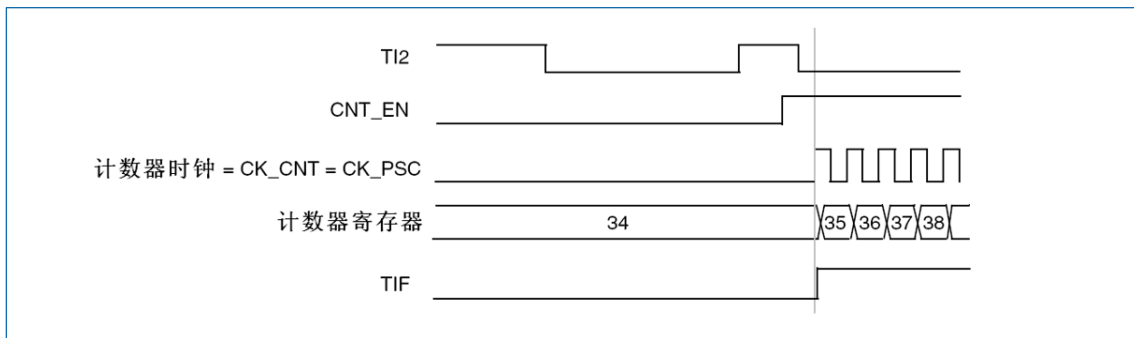 TI2
CNT_EN
计数器时钟 = CK_CNT = CK_PSC
计数器寄存器 34 35 36 37 38
TIF